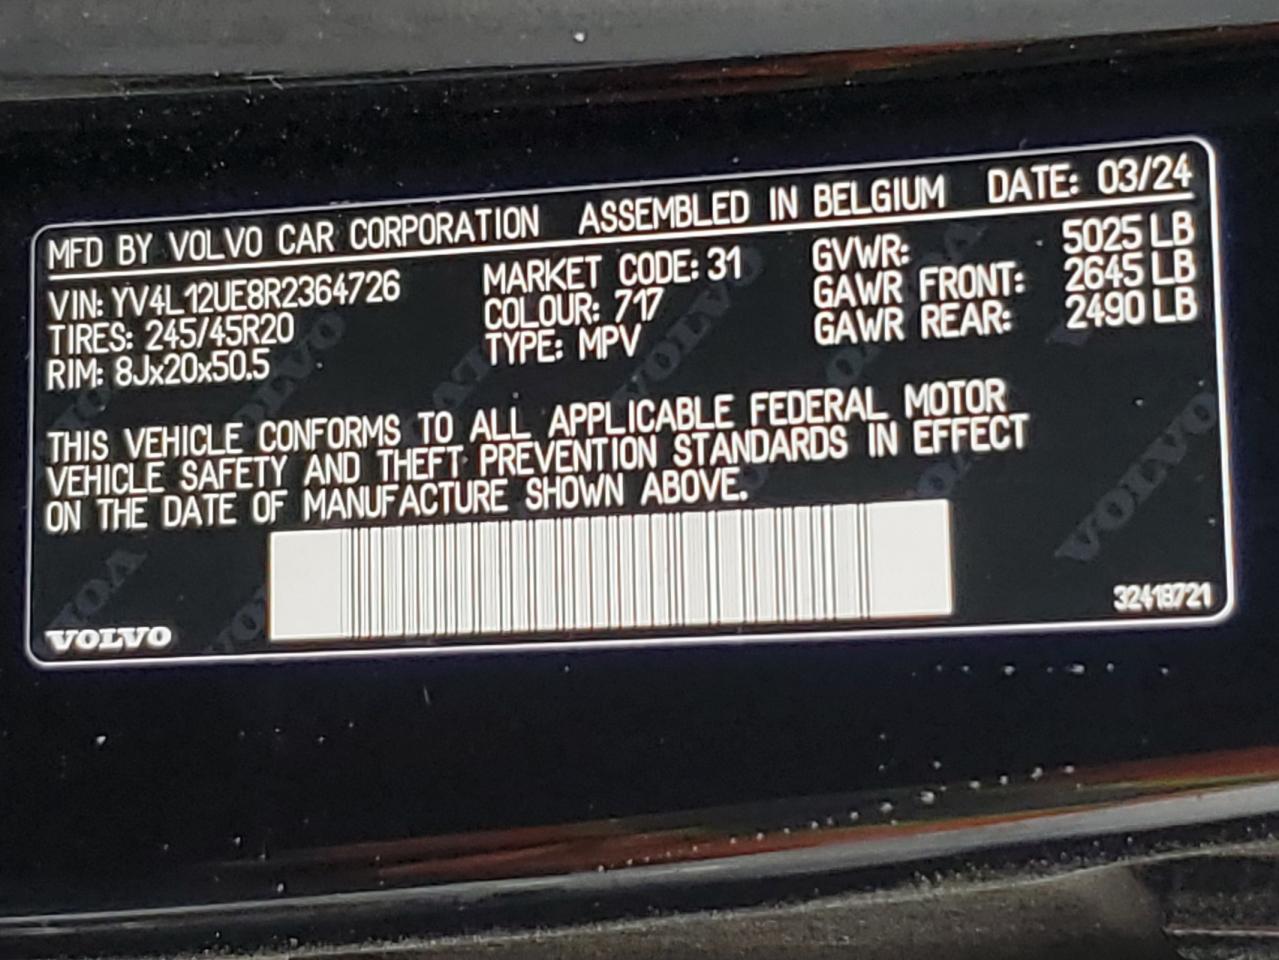 MFD BY VOLVO CAR CORPORATION ASSEMBLED IN BELGIUM DATE: 03/24
VIN: YV4L12UE8R2364726 MARKET CODE: 31 GVWR: 5025 LB
TIRES: 245/45R20 COLOUR: 717 GAWR FRONT: 2645 LB
RIM: 8Jx20x50.5 TYPE: MPV GAWR REAR: 2490 LB
THIS VEHICLE CONFORMS TO ALL APPLICABLE FEDERAL MOTOR
VEHICLE SAFETY AND THEFT PREVENTION STANDARDS IN EFFECT
ON THE DATE OF MANUFACTURE SHOWN ABOVE.
VOLVO
32419721